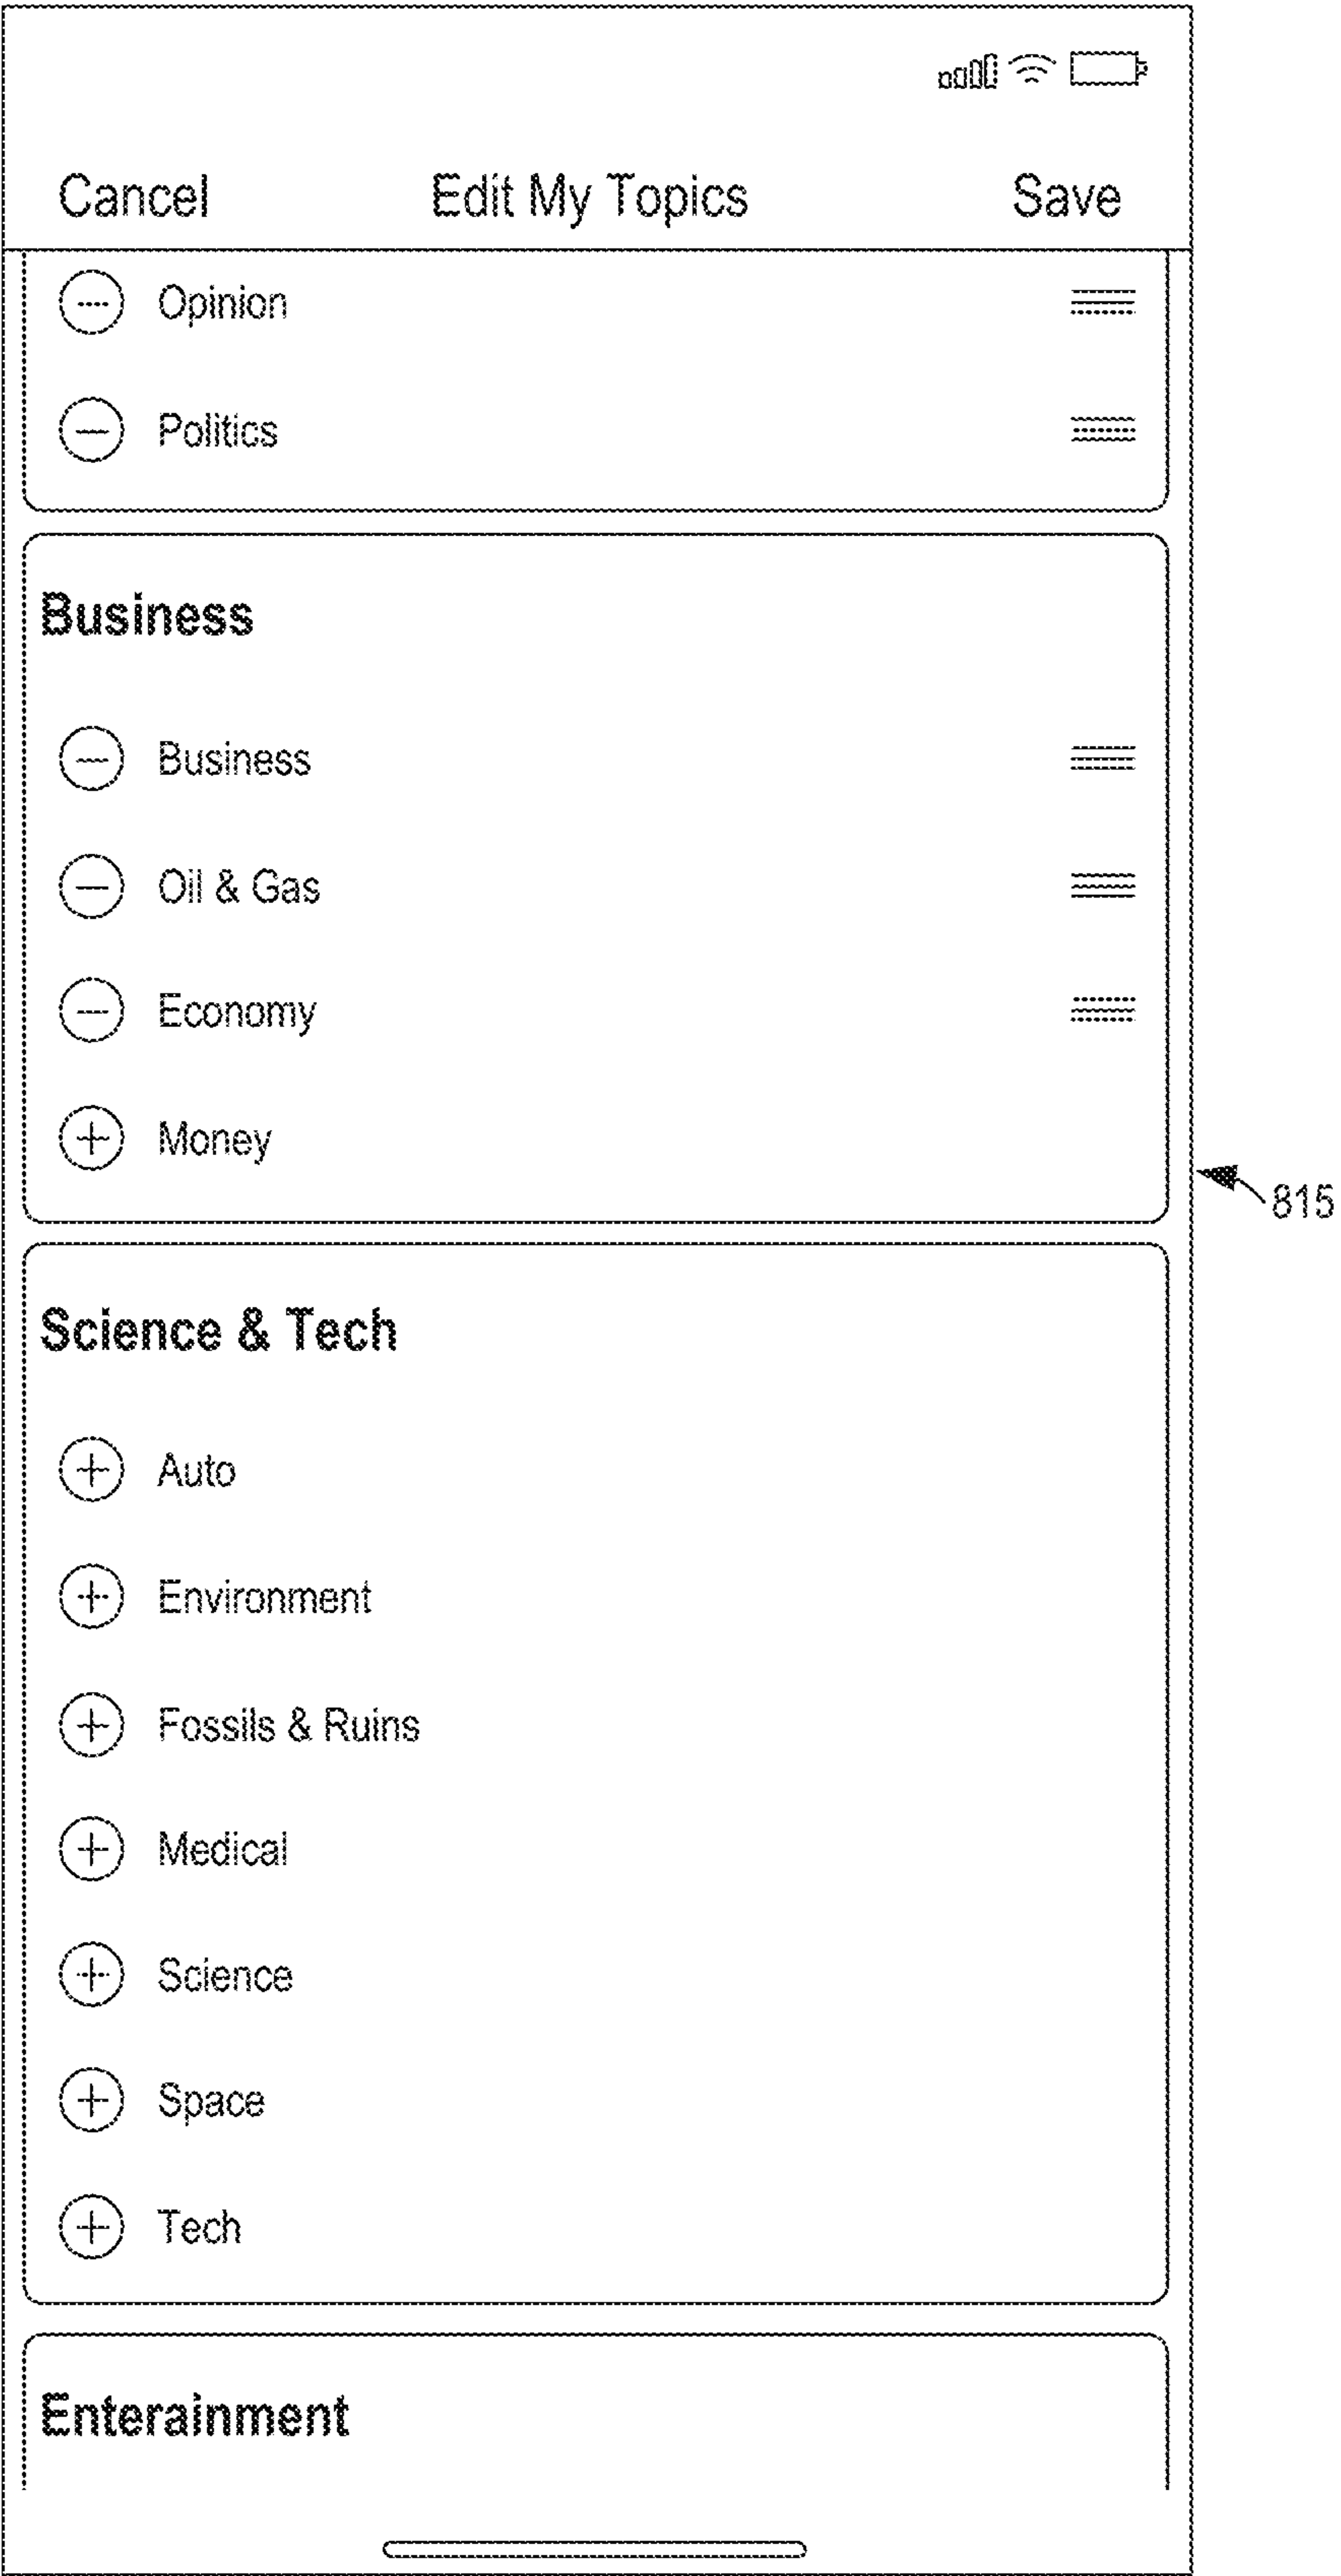 Cancel Edit My Topics Save
Opinion
Politics
Business
Business
Oil & Gas
Economy
Money
815
Science & Tech
Auto
Environment
Fossils & Ruins
Medical
Science
Space
Tech
Enterainment